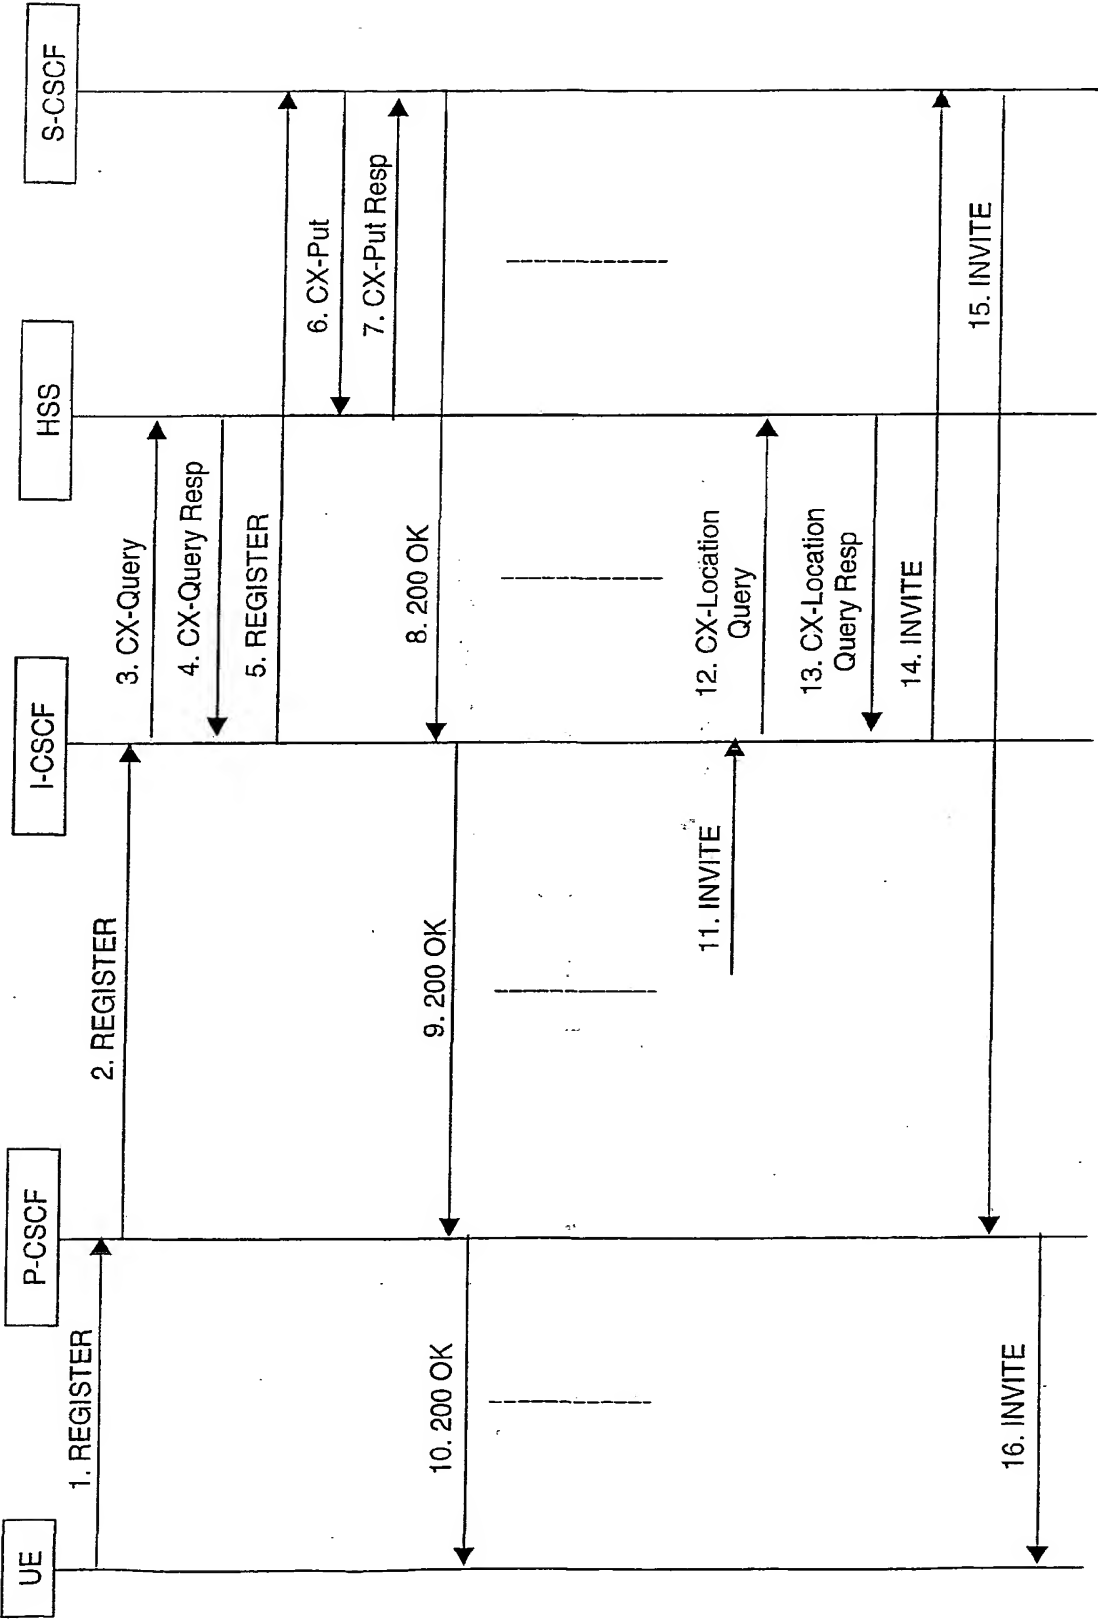 UE
P-CSCF
I-CSCF
HSS
S-CSCF
1. REGISTER
2. REGISTER
3. CX-Query
4. CX-Query Resp
5. REGISTER
6. CX-Put
7. CX-Put Resp
8. 200 OK
9. 200 OK
10. 200 OK
11. INVITE
12. CX-Location
Query
13. CX-Location
Query Resp
14. INVITE
15. INVITE
16. INVITE